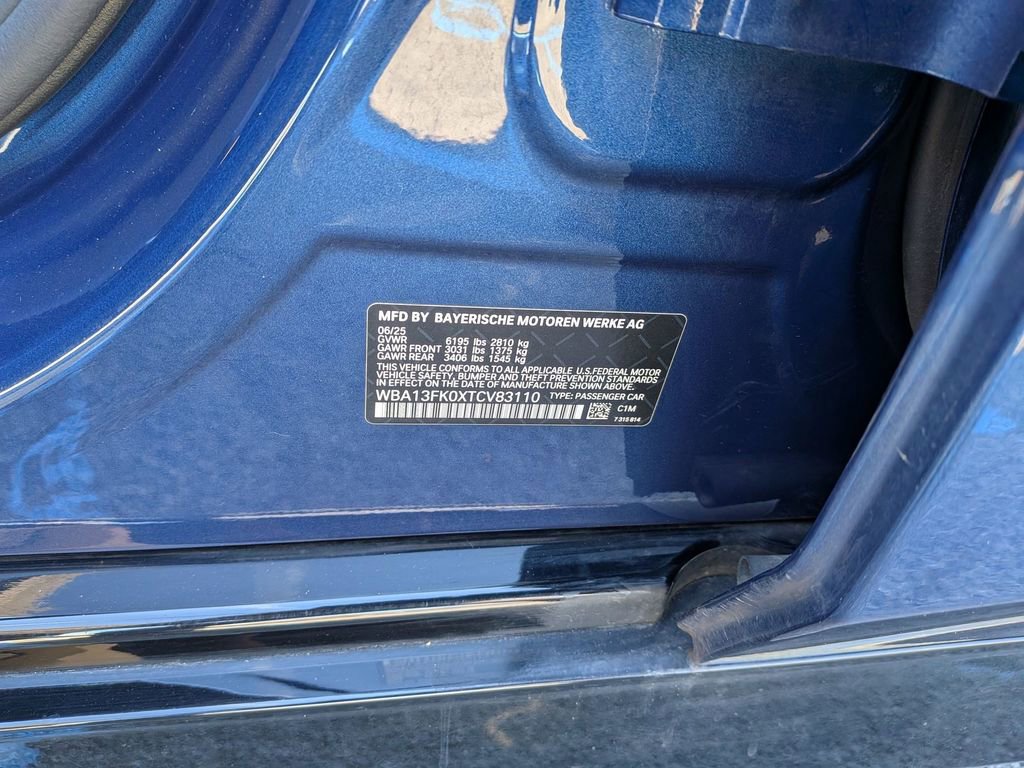 MFD BY BAYERISCHE MOTOREN WERKE AG
06/25
GVWR 6195 lbs 2810 kg
GAWR FRONT 3031 lbs 1375 kg
GAWR REAR 3406 lbs 1545 kg
THIS VEHICLE CONFORMS TO ALL APPLICABLE U.S.FEDERAL MOTOR
VEHICLE SAFETY, BUMPER AND THEFT PREVENTION STANDARDS
IN EFFECT ON THE DATE OF MANUFACTURE SHOWN ABOVE.
WBA13FK0XTCV83110 TYPE: PASSENGER CAR
C1M
7 315 814